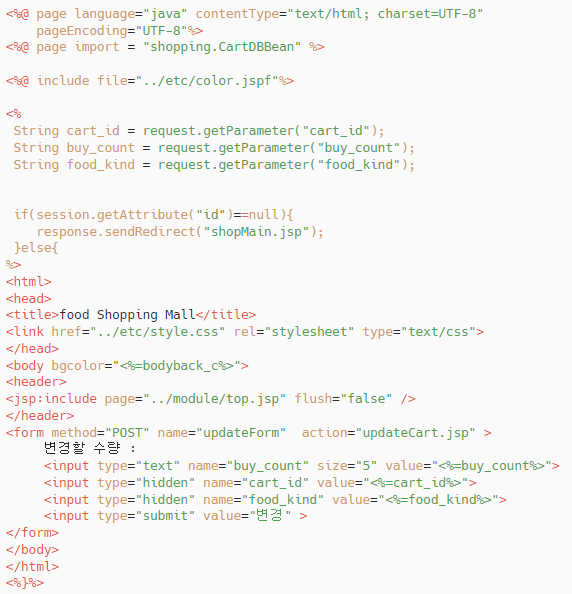 <%@ page language="java" contentType="text/html; charset=UTF-8"
    pageEncoding="UTF-8"%>
<%@ page import = "shopping.CartDBBean" %>
<%@ include file="../etc/color.jspf"%>
<%
 String cart_id = request.getParameter("cart_id");
 String buy_count = request.getParameter("buy_count");
 String food_kind = request.getParameter("food_kind");
 if(session.getAttribute("id")==null){
    response.sendRedirect("shopMain.jsp");
 }else{
%>
<html>
<head>
<title>food Shopping Mall</title>
<link href="../etc/style.css" rel="stylesheet" type="text/css">
</head>
<body bgcolor="<%=bodyback_c%>">
<header>
<jsp:include page="../module/top.jsp" flush="false" />
</header>
<form method="POST" name="updateForm"  action="updateCart.jsp" >
     변경할 수량 :
     <input type="text" name="buy_count" size="5" value="<%=buy_count%>">
     <input type="hidden" name="cart_id" value="<%=cart_id%>">
     <input type="hidden" name="food_kind" value="<%=food_kind%>">
     <input type="submit" value="변경" >
</form>
</body>
</html>
<%}%>